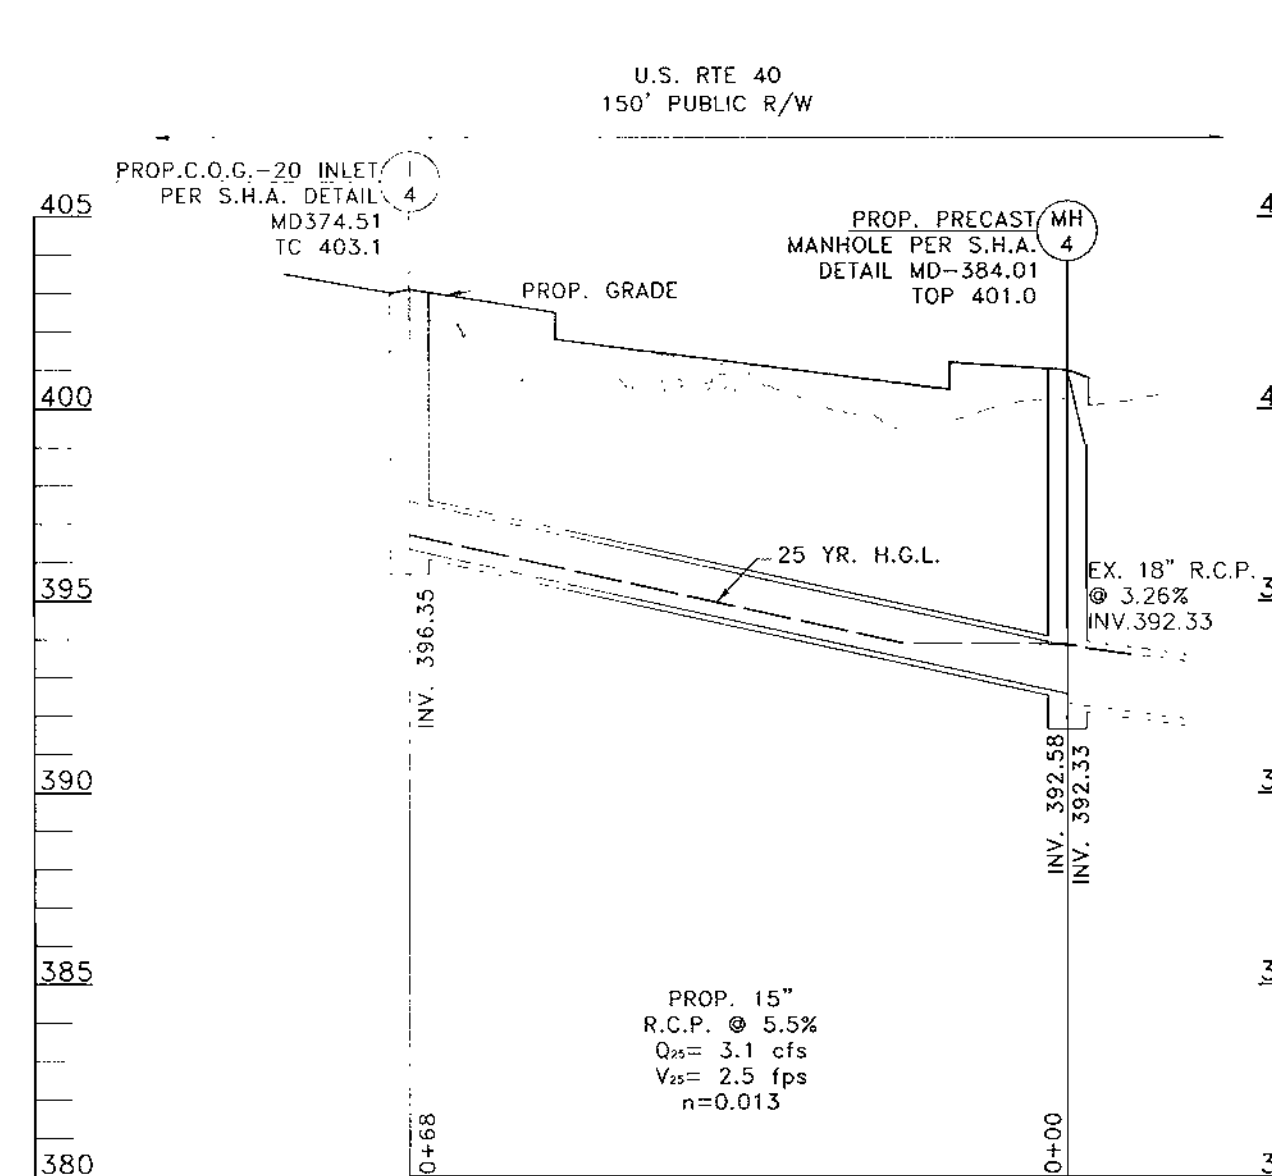 U.S. RTE 40
150' PUBLIC R/W
PROP.C.O.G.-20 INLET
PER S.H.A. DETAIL
MD374.51
TC 403.1
I
4
PROP. PRECAST
MANHOLE PER S.H.A.
DETAIL MD-384.01
TOP 401.0
MH
4
PROP. GRADE
405
400
395
390
385
380
25 YR. H.G.L.
EX. 18" R.C.P.
@ 3.26%
INV.392.33
INV. 396.35
INV. 392.58
INV. 392.33
PROP. 15"
R.C.P. @ 5.5%
Q25= 3.1 cfs
V25= 2.5 fps
n=0.013
0+68
0+00